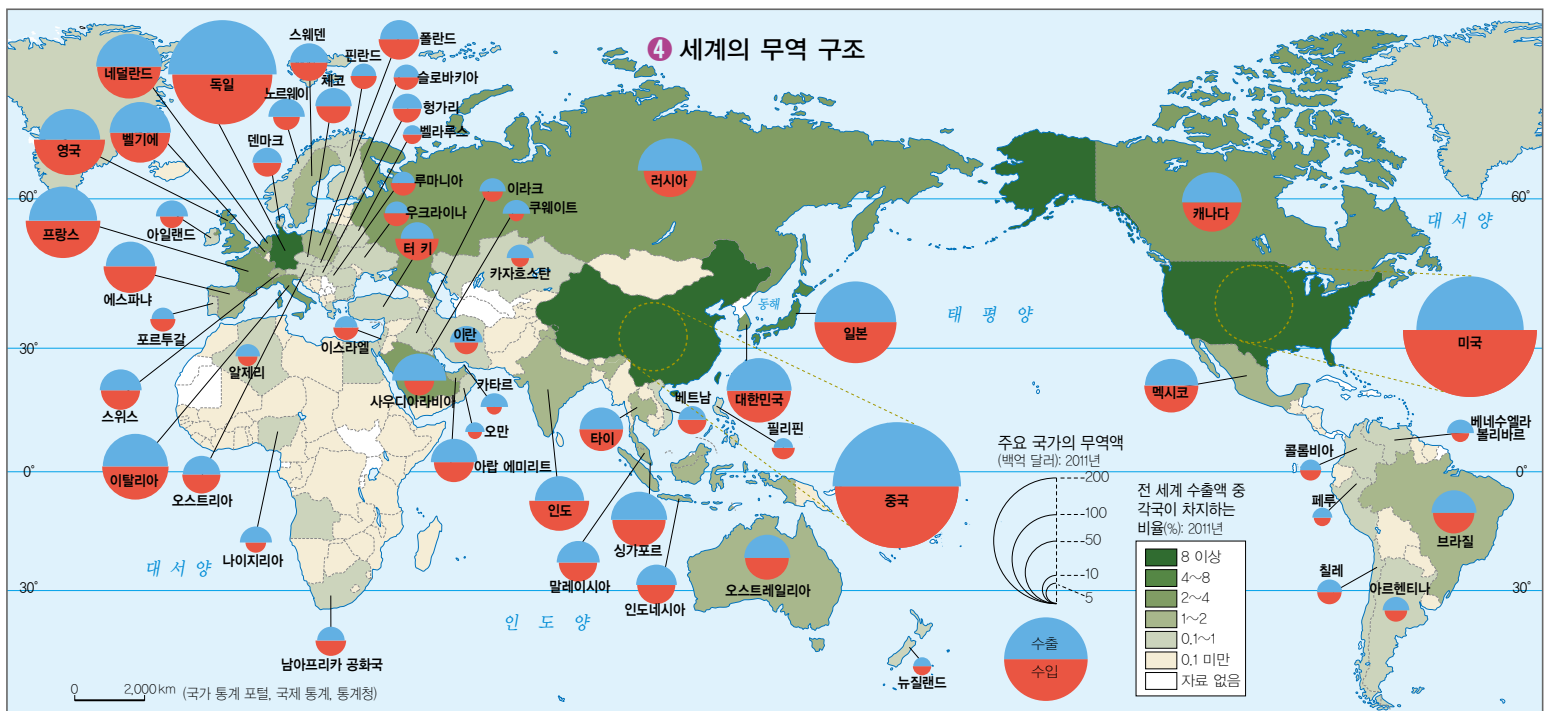 ❹ 세계의 무역 구조
네덜란드
독일
스웨덴
핀란드
폴란드
체코
슬로바키아
노르웨이
헝가리
벨라루스
영국
벨기에
덴마크
루마니아
이라크
쿠웨이트
우크라이나
프랑스
아일랜드
터 키
카자흐스탄
러시아
캐나다
대 서 양
60°
60°
에스파냐
포르투갈
이스라엘
이란
동해
일본
태 평 양
미국
30°
30°
알제리
스위스
사우디아라비아
카타르
오만
베트남
대한민국
필리핀
멕시코
타이
이탈리아
오스트리아
아랍 에미리트
인도
싱가포르
중국
베네수엘라
볼리바르
콜롬비아
페루
브라질
0°
0°
주요 국가의 무역액
(백억 달러): 2011년
200
100
50
10
5
전 세계 수출액 중
각국이 차지하는
비율(%): 2011년
8 이상
4～8
2～4
1～2
0.1～1
0.1 미만
자료 없음
대 서 양
나이지리아
말레이시아
인도네시아
오스트레일리아
칠레
아르헨티나
30°
30°
인 도 양
수출
수입
남아프리카 공화국
뉴질랜드
0
2,000km
(국가 통계 포털, 국제 통계, 통계청)